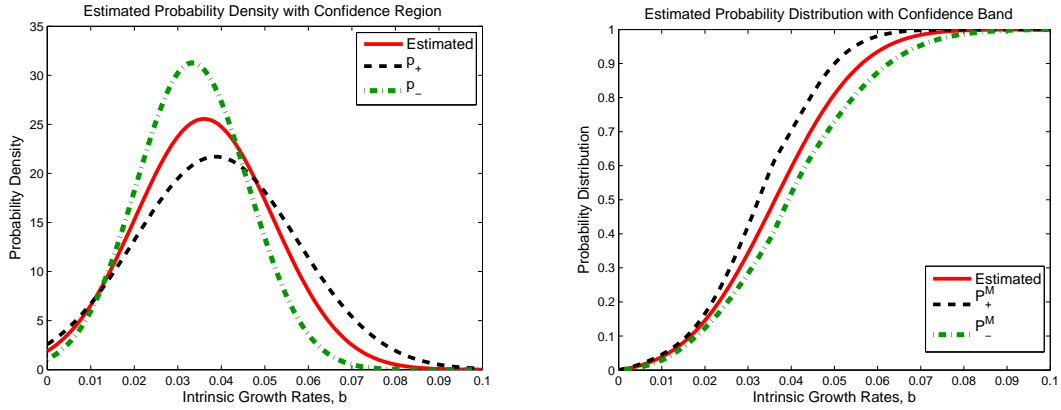 Estimated Probability Density with Confidence Region
35
30
25
20
15
10
5
0
Probability Density
Estimated
p+
p−
0 0.01 0.02 0.03 0.04 0.05 0.06 0.07 0.08 0.09 0.1
Intrinsic Growth Rates, b
Estimated Probability Distribution with Confidence Band
1
0.9
0.8
0.7
0.6
0.5
0.4
0.3
0.2
0.1
0
Probability Distribution
Estimated
P+M
P−M
0 0.01 0.02 0.03 0.04 0.05 0.06 0.07 0.08 0.09 0.1
Intrinsic Growth Rates, b